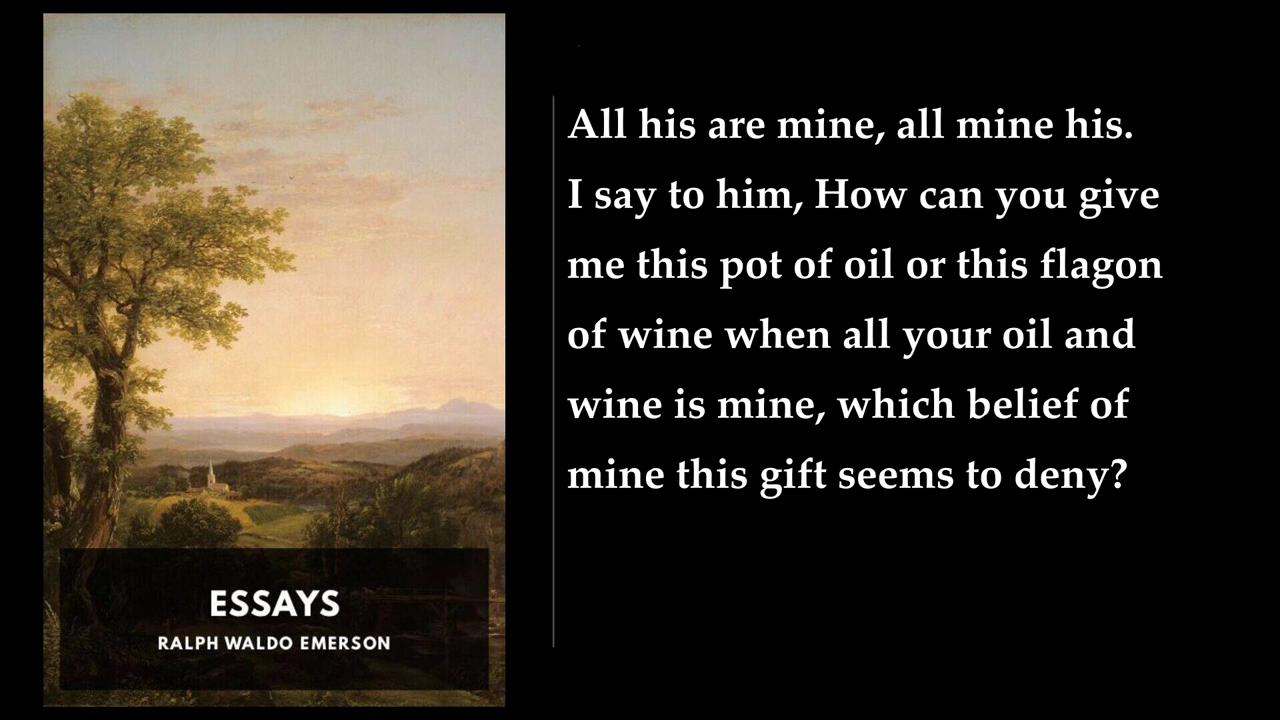 ESSAYS
RALPH WALDO EMERSON
All his are mine, all mine his.
I say to him, How can you give
me this pot of oil or this flagon
of wine when all your oil and
wine is mine, which belief of
mine this gift seems to deny?